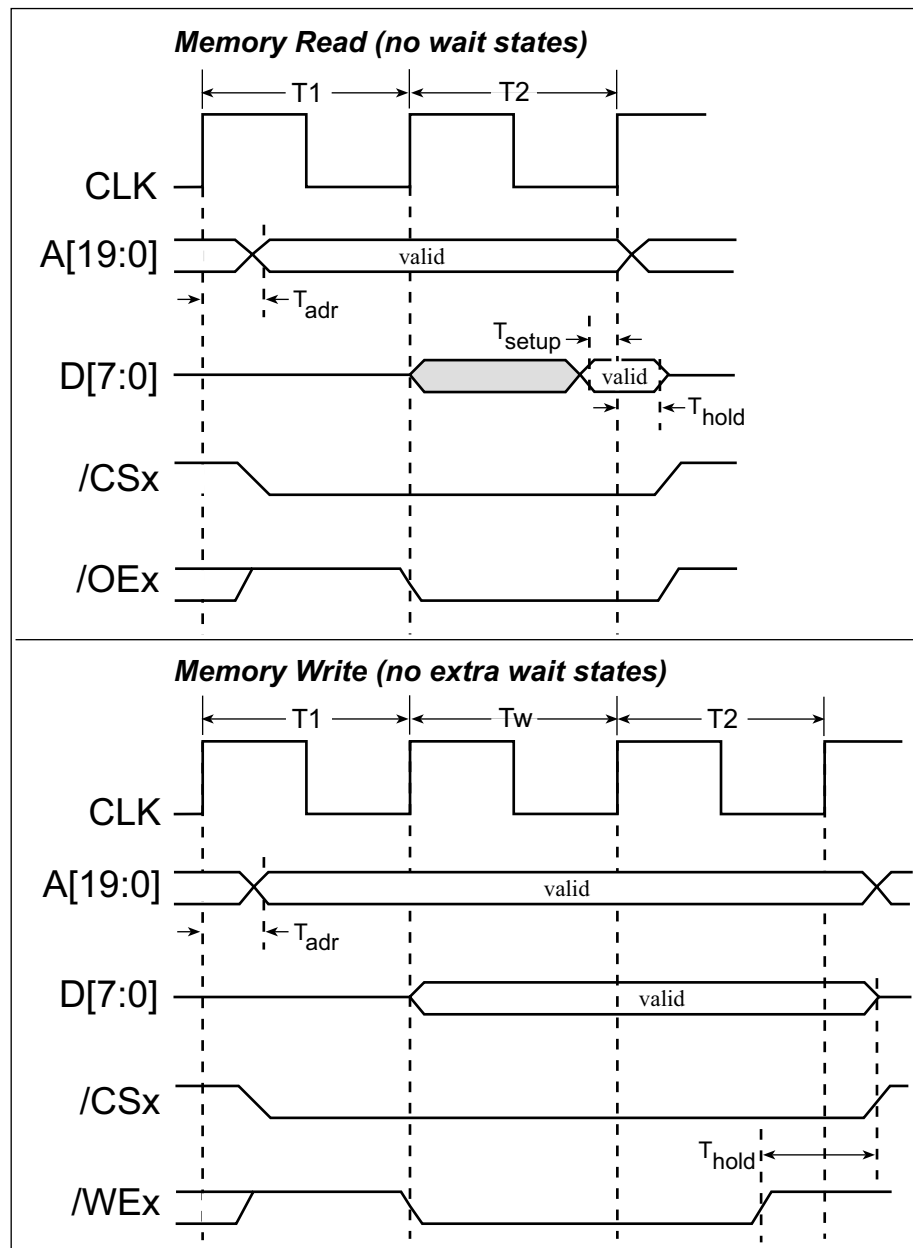 Memory Read (no wait states)
T1 T2
CLK
A[19:0] valid
Tadr
Tsetup
D[7:0] valid
Thold
/CSx
/OEx
Memory Write (no extra wait states)
T1 Tw T2
CLK
A[19:0] valid
Tadr
D[7:0] valid
/CSx
Thold
/WEx